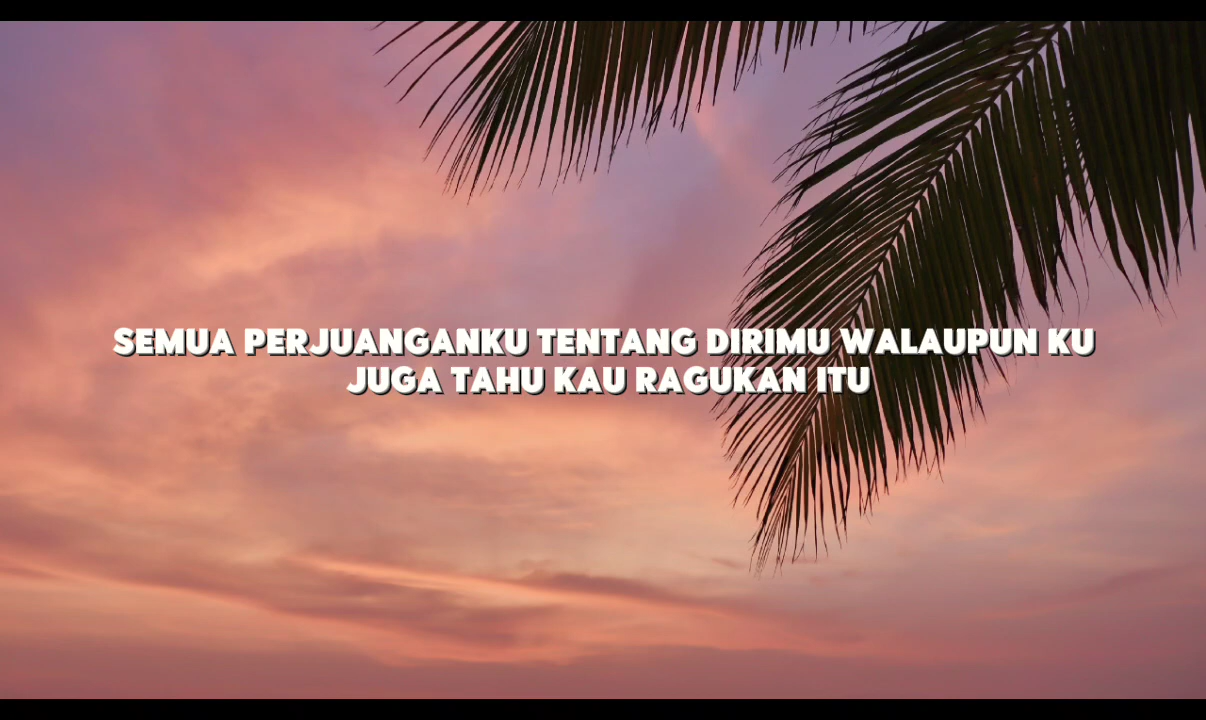 SEMUA PERJUANGANKU TENTANG DIRIMU WALAUPUN KU
JUGA TAHU KAU RAGUKAN ITU